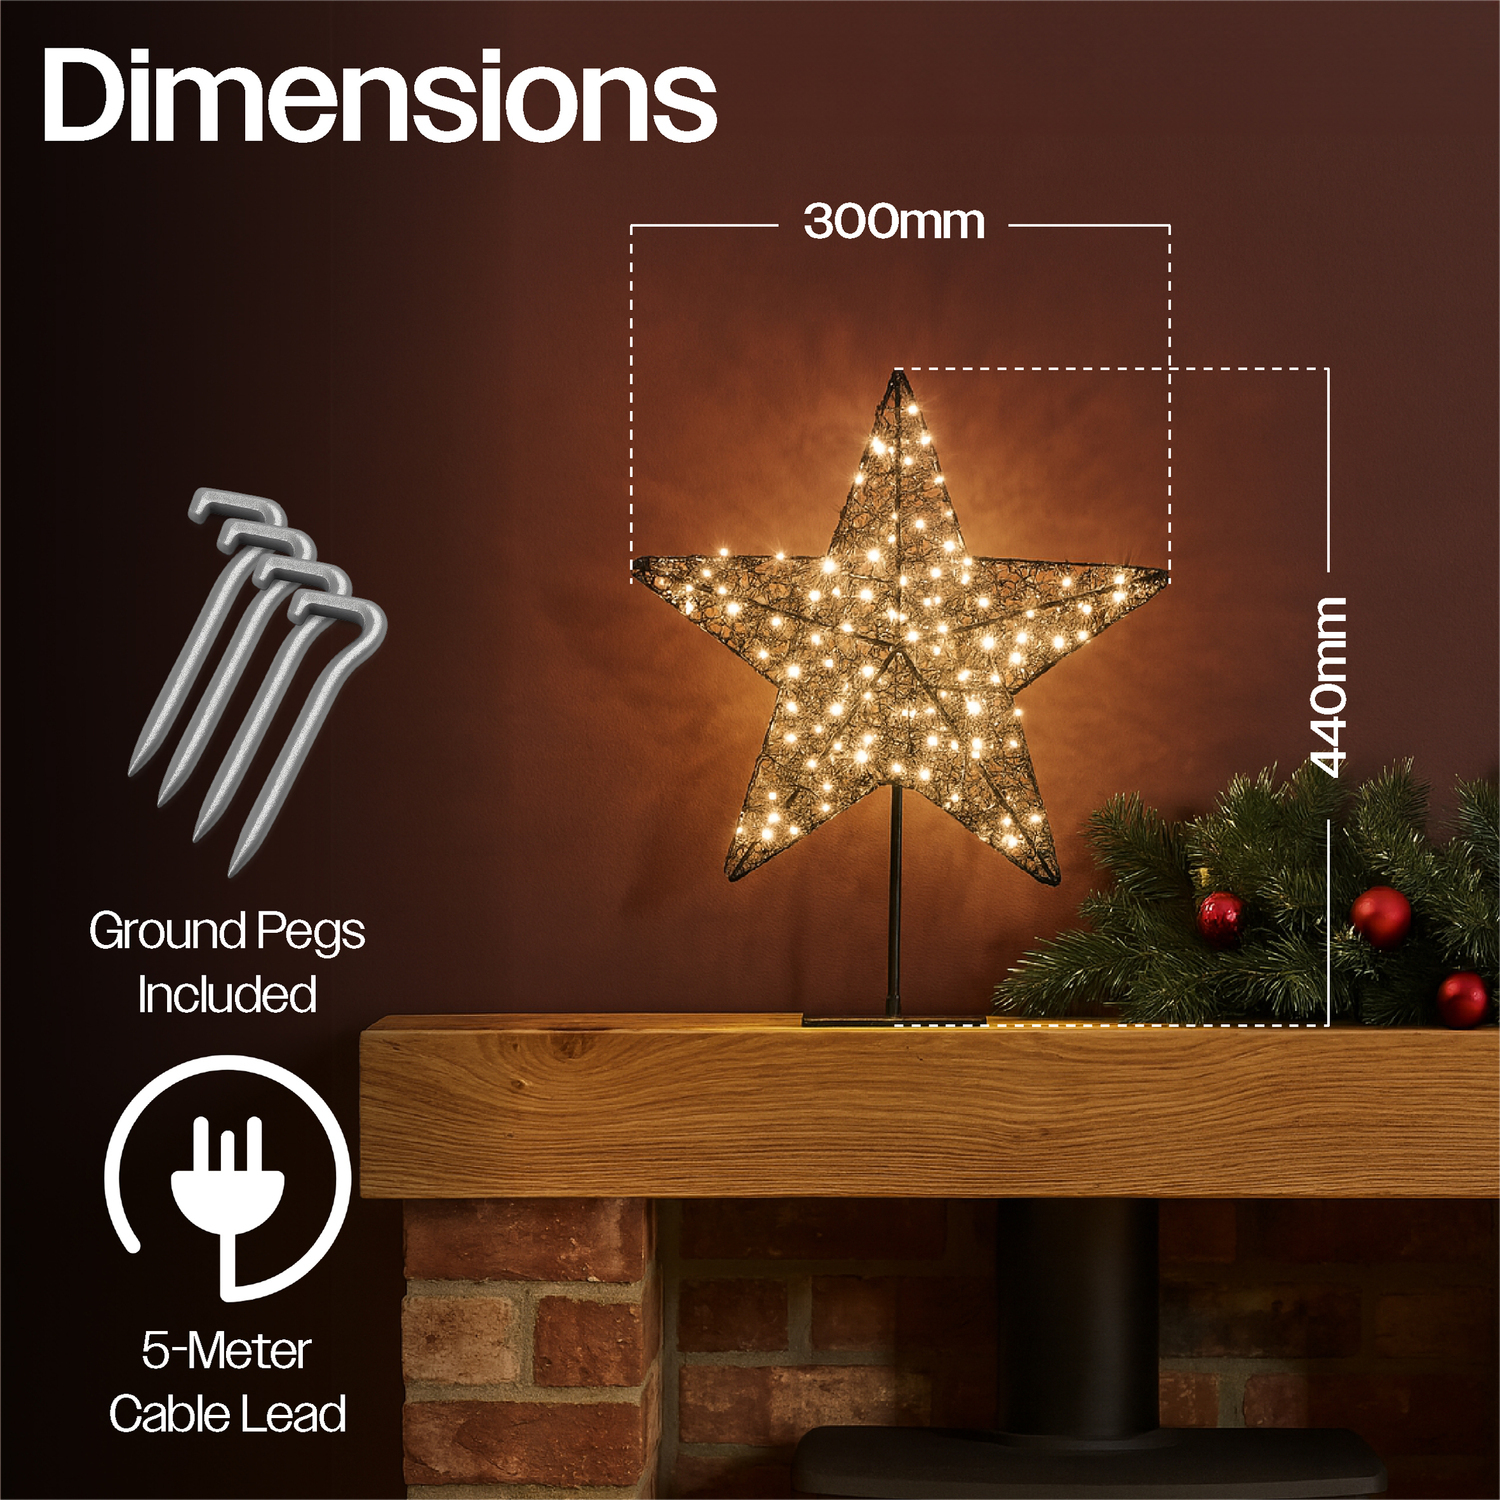 Dimensions
300mm
440mm
Ground Pegs
Included
5-Meter
Cable Lead